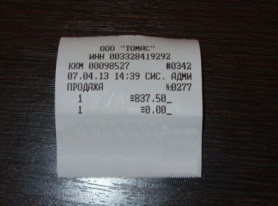 ООО "ТОМАС"
ИНН 003328419292
ККМ 00098527 #0342
07.04.13 14:39 СИС. АДМИ
ПРОДАЖА №0277
1 ≡837.50_
1 ≡0.00_